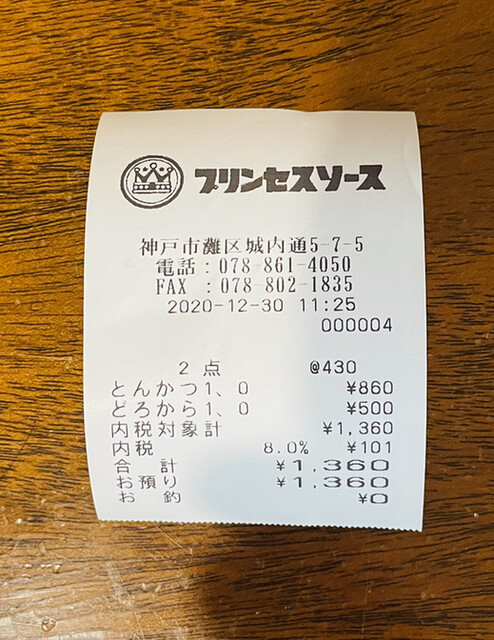 プリンセスソース
神戸市灘区城内通5-7-5
電話:078-861-4050
FAX :078-802-1835
2020-12-30 11:25
000004
2点 @430
とんかつ1、0 ¥860
どろから1、0 ¥500
内税対象計 ¥1,360
内税 8.0% ¥101
合 計 ¥1,360
お預り ¥1,360
お 釣 ¥0